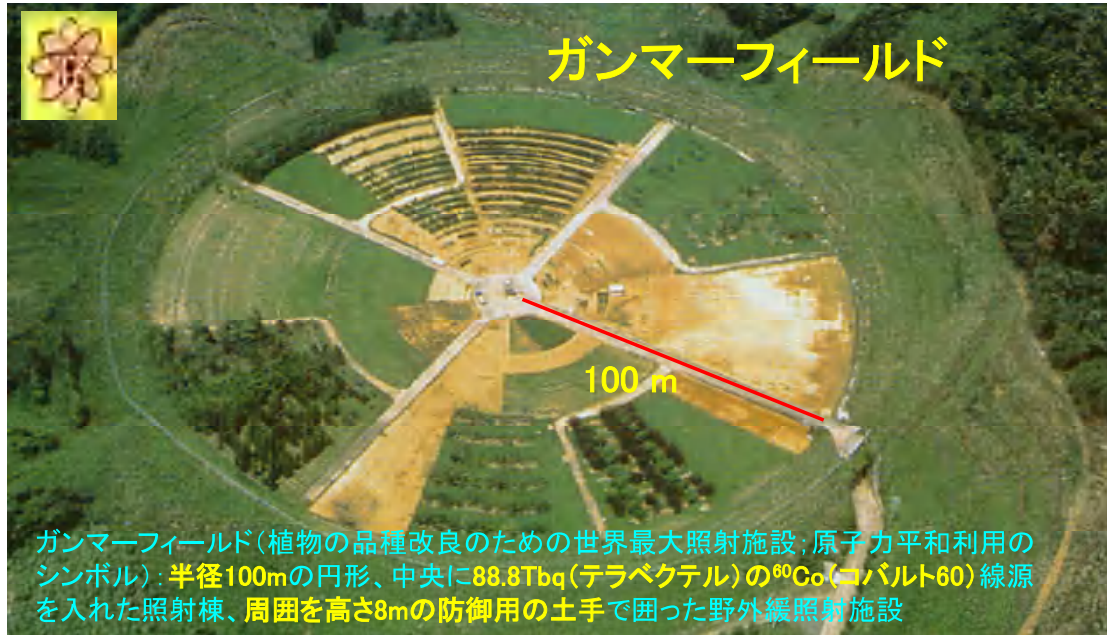 ガンマーフィールド
100 m
ガンマーフィールド（植物の品種改良のための世界最大照射施設；原子力平和利用の
シンボル）：半径100mの円形、中央に88.8Tbq（テラベクテル）の⁶⁰Co（コバルト60）線源
を入れた照射棟、周囲を高さ8mの防御用の土手で囲った野外緩照射施設